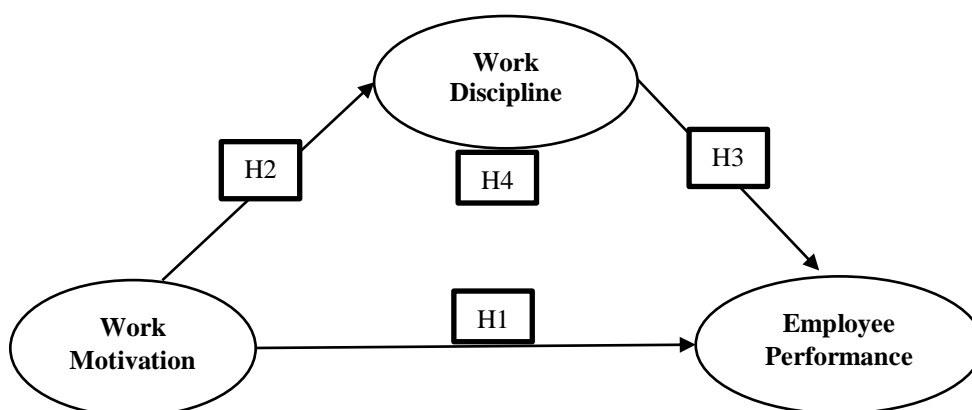 Work
Discipline
H2
H4
H3
H1
Work
Motivation
Employee
Performance